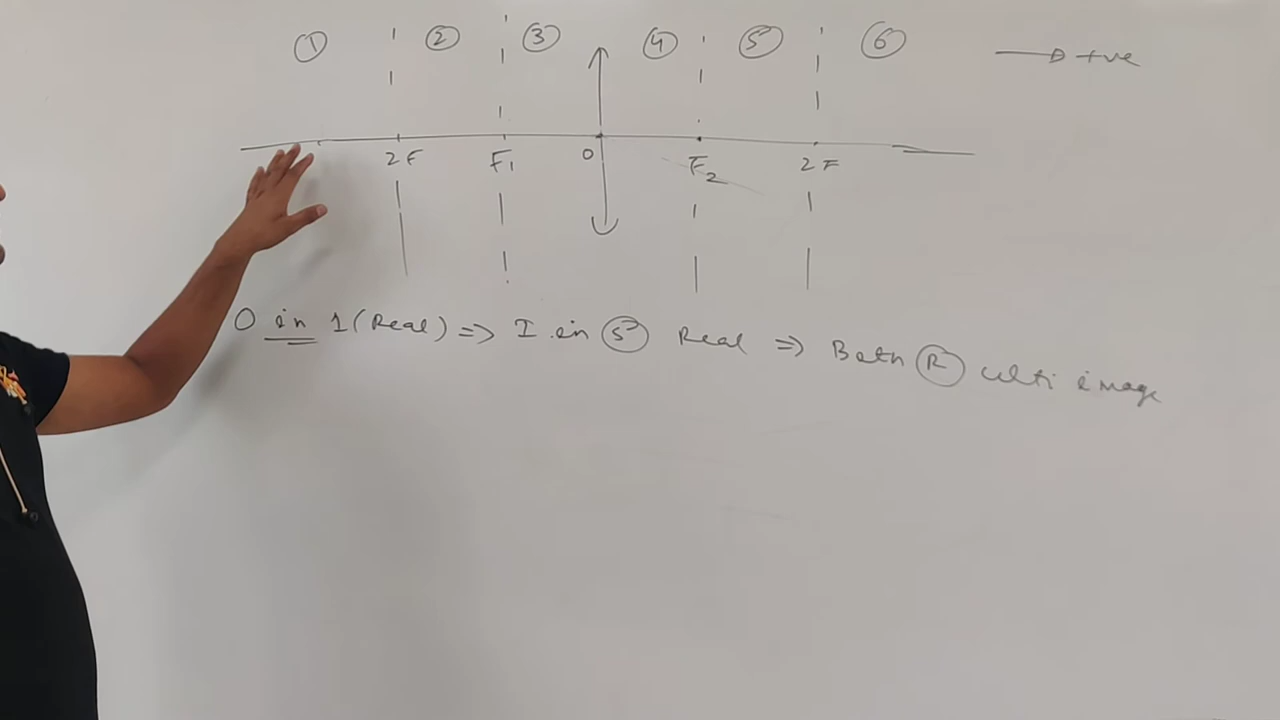 ① ② ③ ④ ⑤ ⑥ +ve
2F F₁ O F₂ 2F
O in 1 (Real) => I in ⑤ Real => Both Ⓡ ulti image